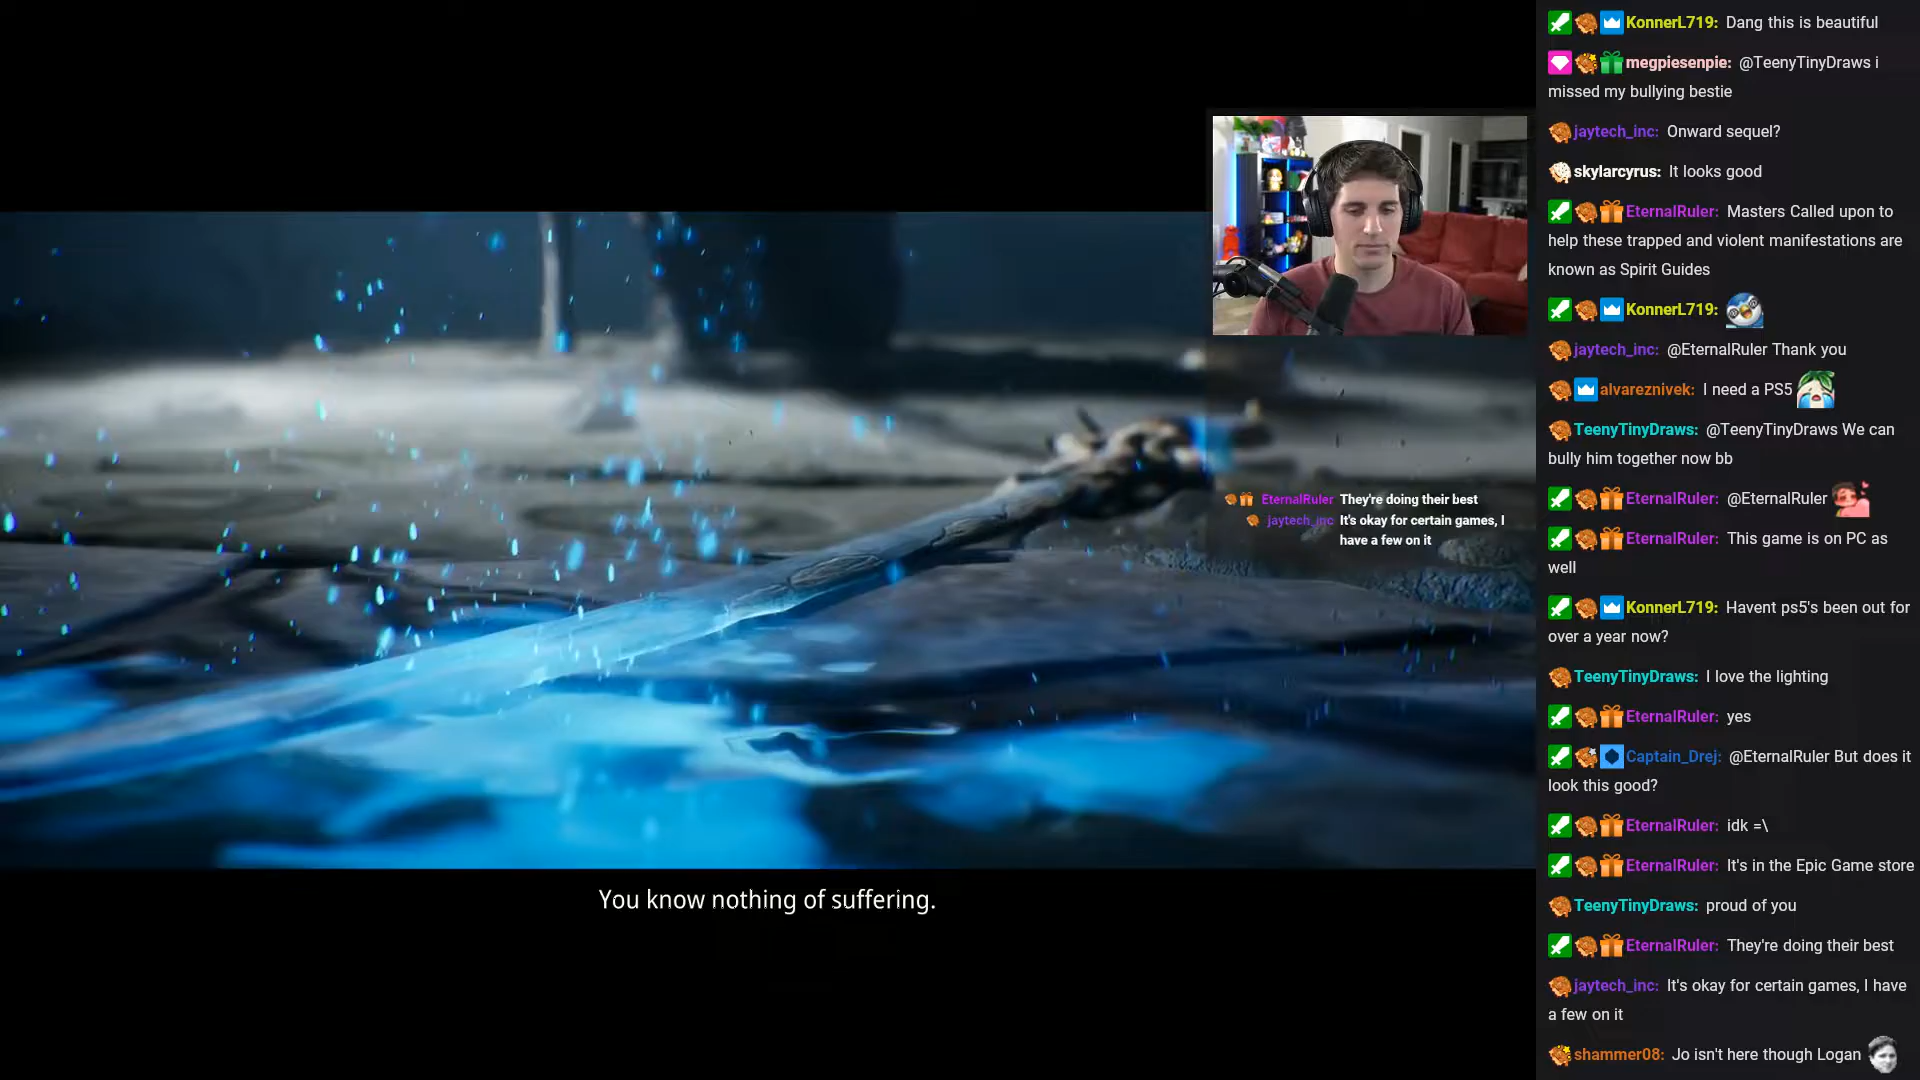 EternalRuler They're doing their best
jaytech_inc It's okay for certain games, I
have a few on it
You know nothing of suffering.
KonnerL719: Dang this is beautiful
megpiesenpie: @TeenyTinyDraws i
missed my bullying bestie
jaytech_inc: Onward sequel?
skylarcyrus: It looks good
EternalRuler: Masters Called upon to
help these trapped and violent manifestations are
known as Spirit Guides
KonnerL719:
jaytech_inc: @EternalRuler Thank you
alvareznivek: I need a PS5
TeenyTinyDraws: @TeenyTinyDraws We can
bully him together now bb
EternalRuler: @EternalRuler
EternalRuler: This game is on PC as
well
KonnerL719: Havent ps5's been out for
over a year now?
TeenyTinyDraws: I love the lighting
EternalRuler: yes
Captain_Drej: @EternalRuler But does it
look this good?
EternalRuler: idk =\
EternalRuler: It's in the Epic Game store
TeenyTinyDraws: proud of you
EternalRuler: They're doing their best
jaytech_inc: It's okay for certain games, I have
a few on it
shammer08: Jo isn't here though Logan